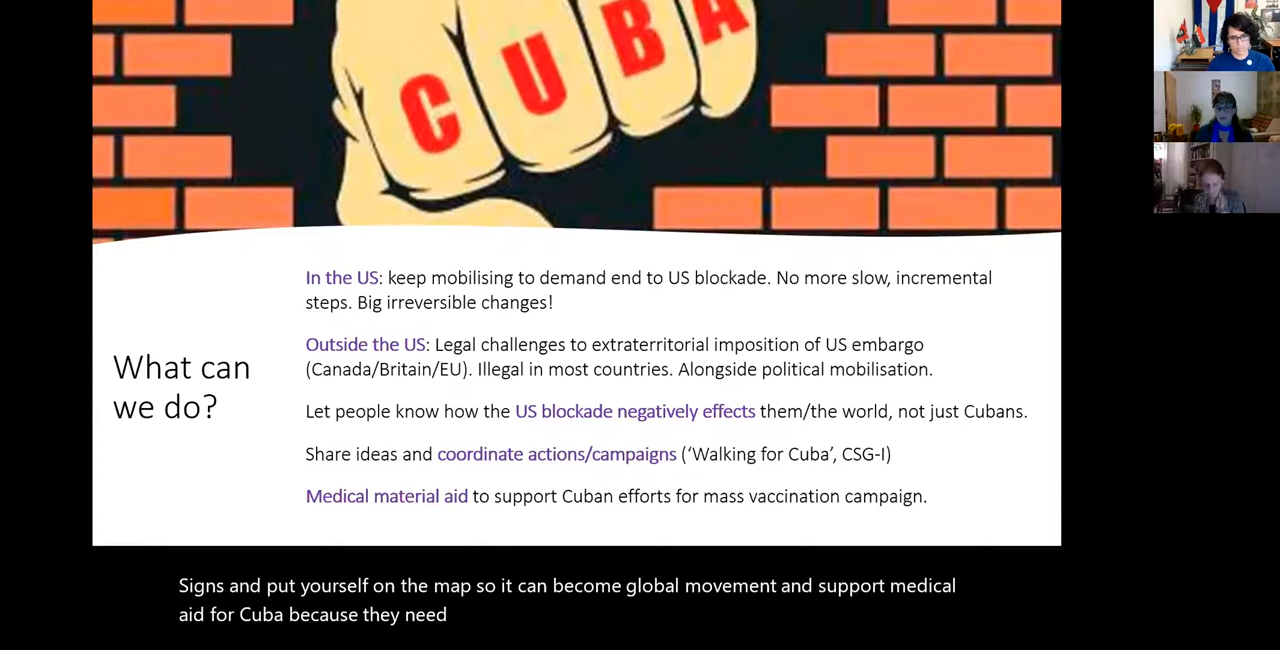 CUBA
In the US: keep mobilising to demand end to US blockade. No more slow, incremental
steps. Big irreversible changes!
Outside the US: Legal challenges to extraterritorial imposition of US embargo
(Canada/Britain/EU). Illegal in most countries. Alongside political mobilisation.
What can
we do?
Let people know how the US blockade negatively effects them/the world, not just Cubans.
Share ideas and coordinate actions/campaigns (‘Walking for Cuba’, CSG-I)
Medical material aid to support Cuban efforts for mass vaccination campaign.
Signs and put yourself on the map so it can become global movement and support medical
aid for Cuba because they need